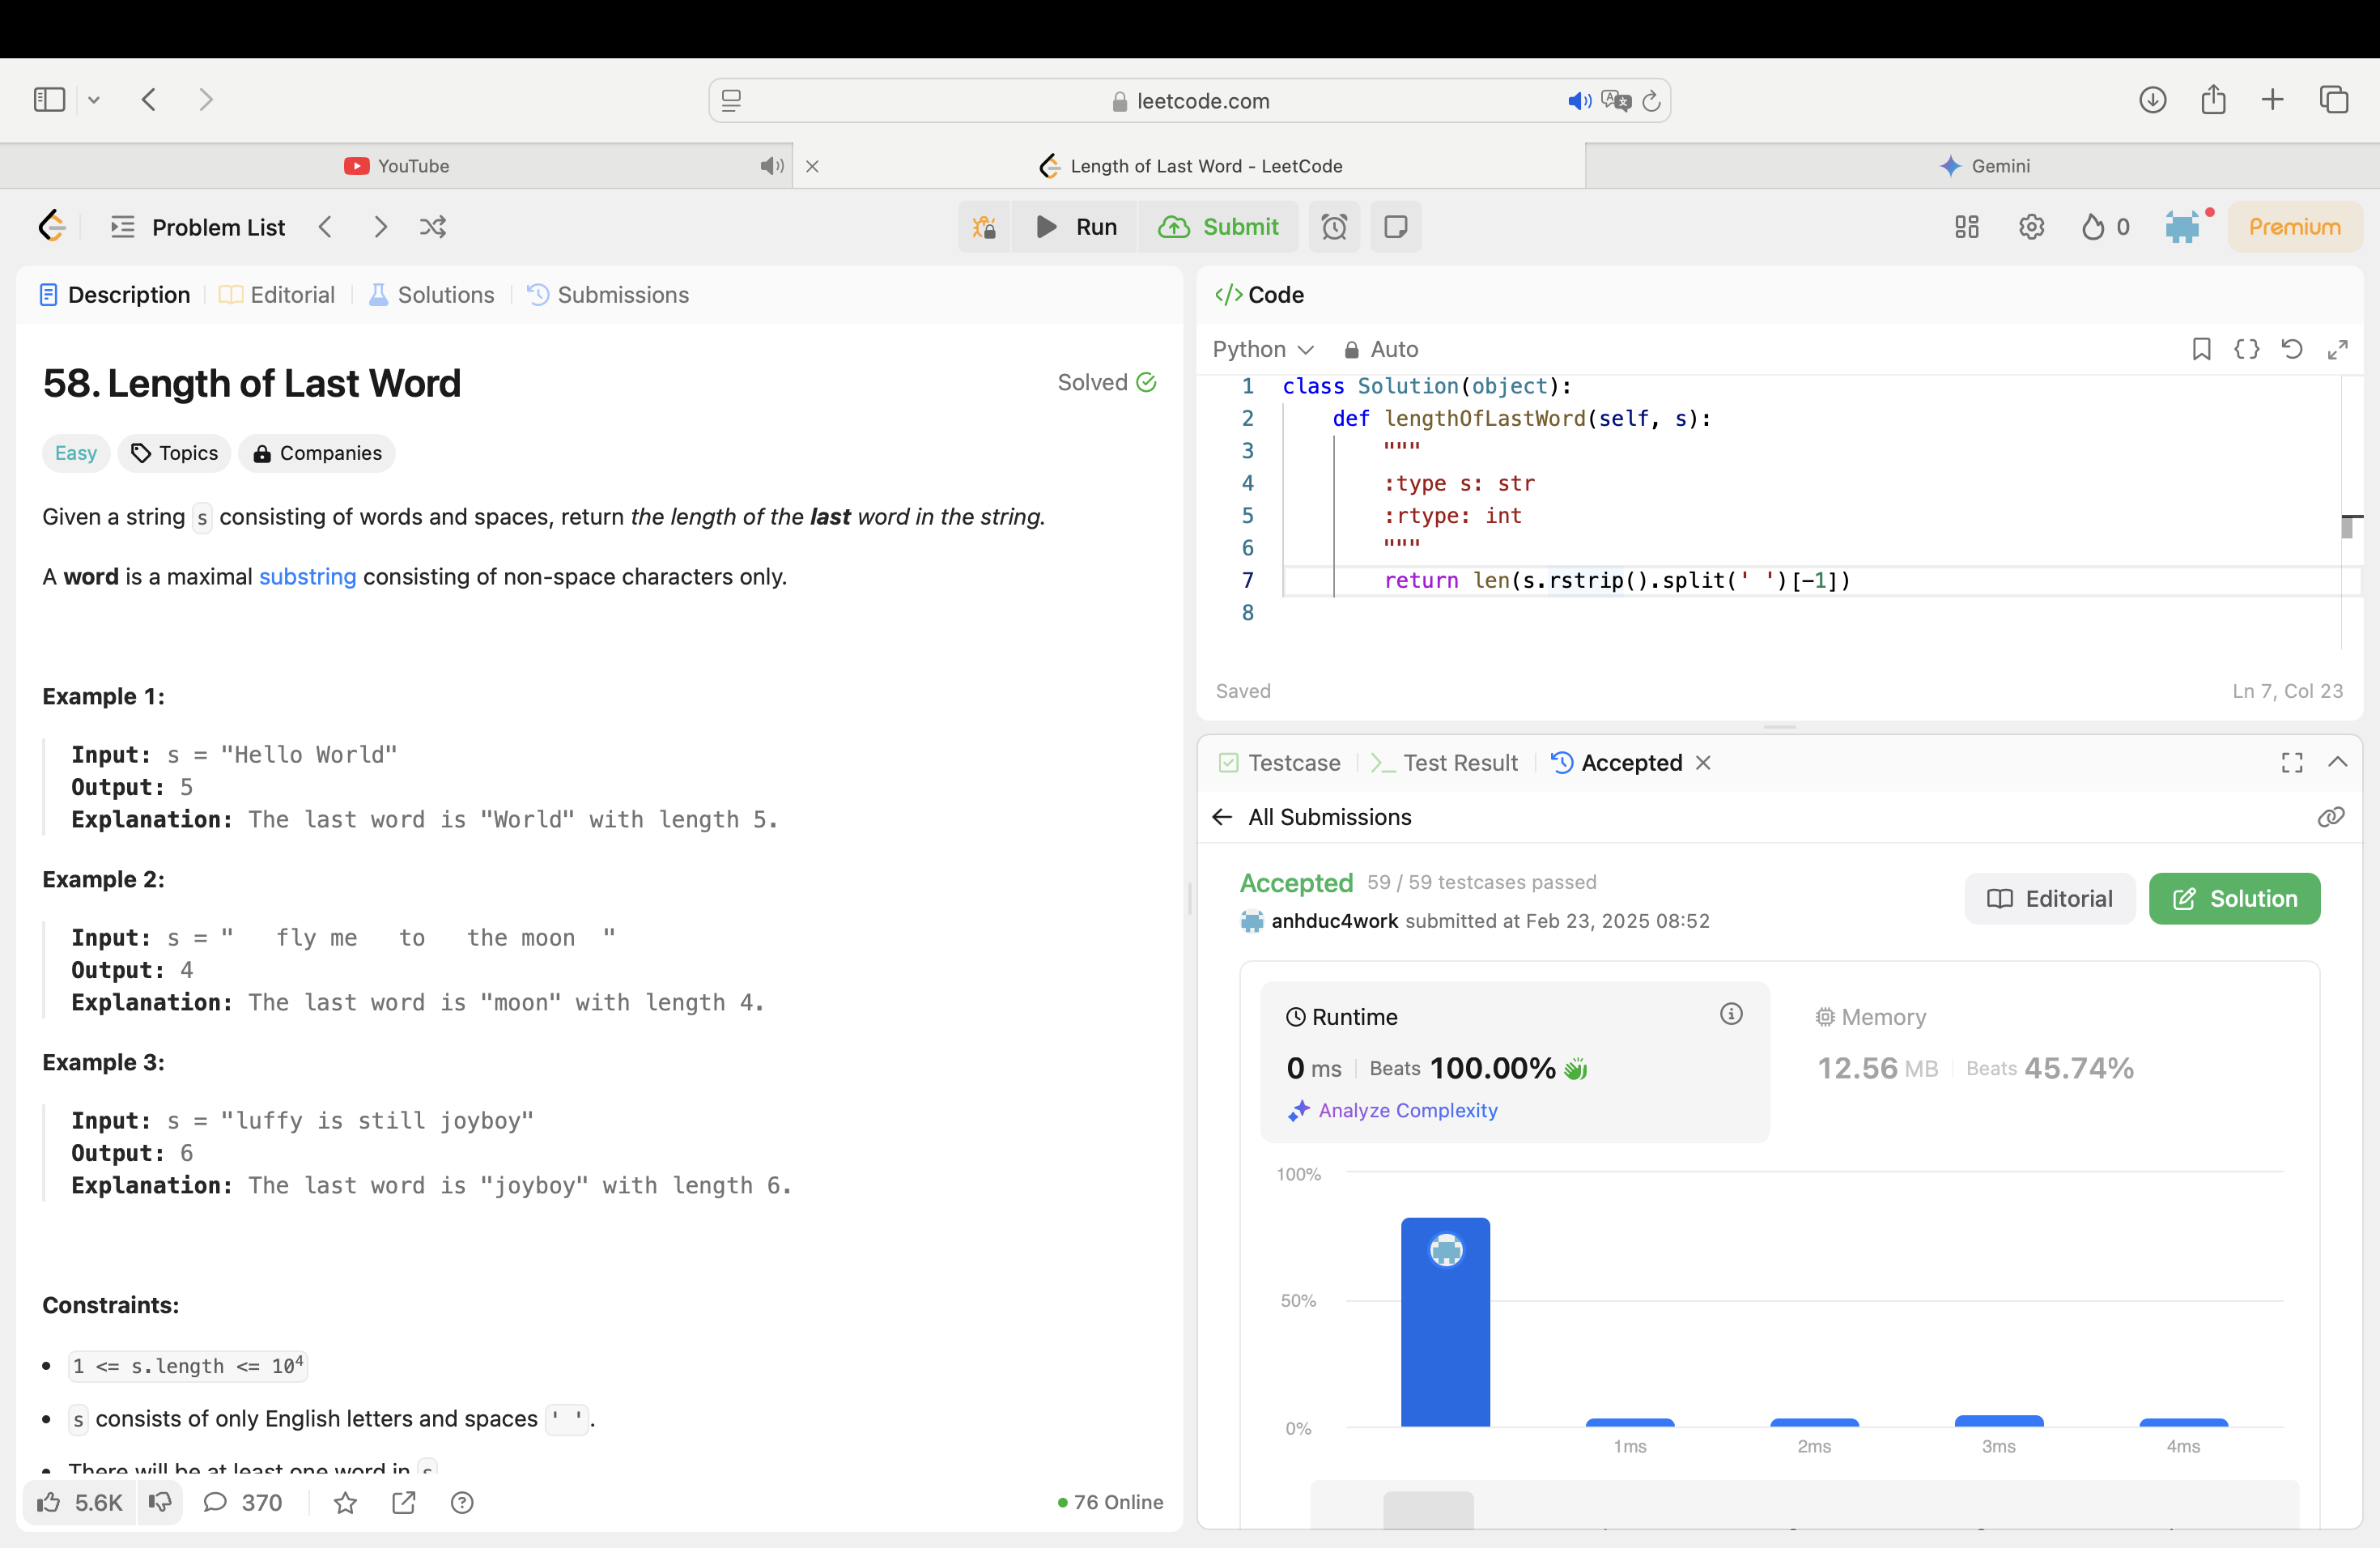 leetcode.com
YouTube
Length of Last Word - LeetCode
Gemini
Problem List
Run
Submit
0
Premium
Description
Editorial
Solutions
Submissions
58. Length of Last Word
Solved
Easy
Topics
Companies
Given a string s consisting of words and spaces, return the length of the last word in the string.
A word is a maximal substring consisting of non-space characters only.
Example 1:
Input: s = "Hello World"
Output: 5
Explanation: The last word is "World" with length 5.
Example 2:
Input: s = "   fly me   to   the moon  "
Output: 4
Explanation: The last word is "moon" with length 4.
Example 3:
Input: s = "luffy is still joyboy"
Output: 6
Explanation: The last word is "joyboy" with length 6.
Constraints:
• 1 <= s.length <= 10⁴
• s consists of only English letters and spaces ' '.
• There will be at least one word in s
5.6K
370
76 Online
</> Code
Python
Auto
1 class Solution(object):
2     def lengthOfLastWord(self, s):
3         """
4         :type s: str
5         :rtype: int
6         """
7         return len(s.rstrip().split(' ')[-1])
8
Saved
Ln 7, Col 23
Testcase
Test Result
Accepted
All Submissions
Accepted 59 / 59 testcases passed
anhduc4work submitted at Feb 23, 2025 08:52
Editorial
Solution
Runtime
0 ms
Beats 100.00%
Analyze Complexity
Memory
12.56 MB
Beats 45.74%
100%
50%
0%
1ms
2ms
3ms
4ms